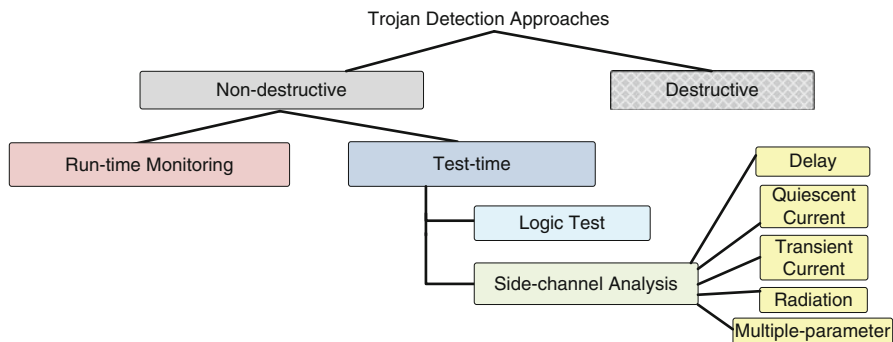 Trojan Detection Approaches
Non-destructive
Destructive
Run-time Monitoring
Test-time
Delay
Quiescent
Current
Logic Test
Transient
Current
Side-channel Analysis
Radiation
Multiple-parameter